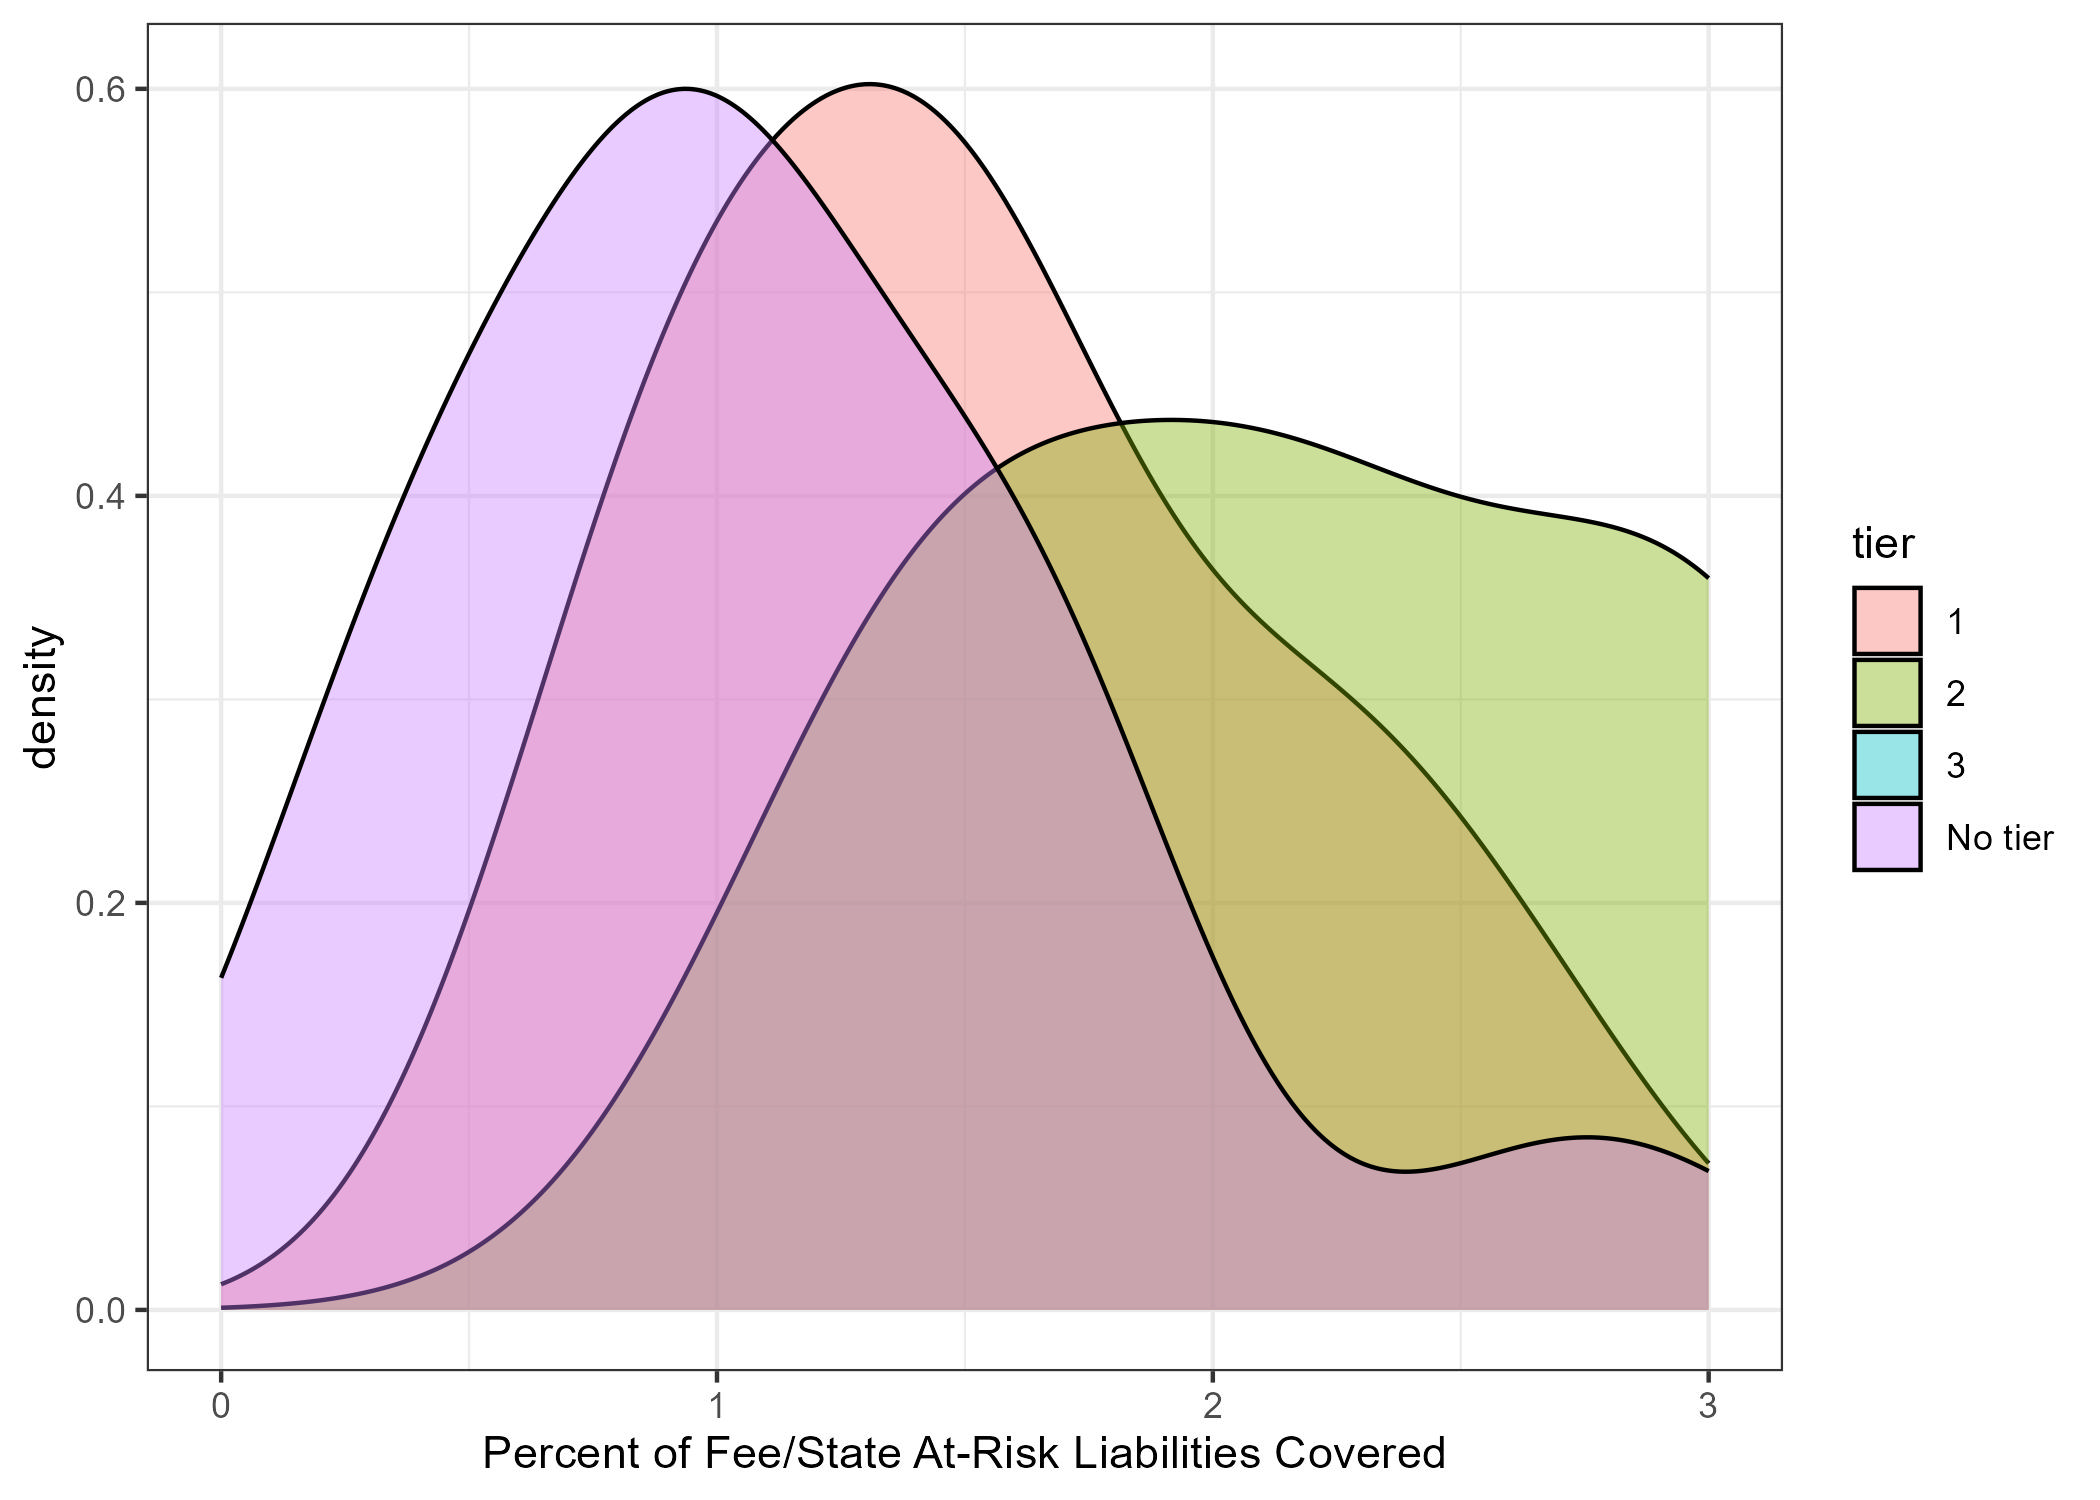 0.6
0.4
0.2
0.0
density
0 1 2 3
Percent of Fee/State At-Risk Liabilities Covered
tier
1
2
3
No tier